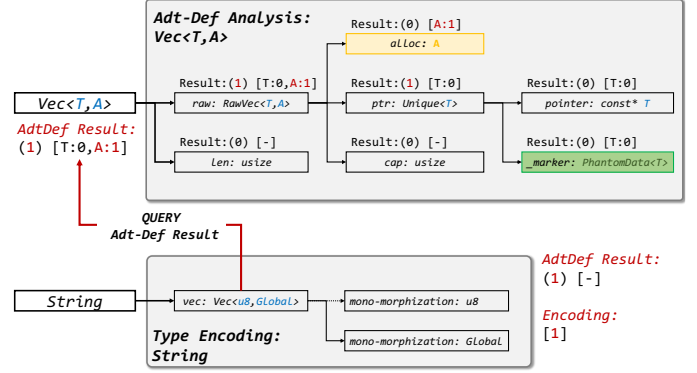 Adt-Def Analysis:
Vec<T,A>
Result:(0) [A:1]
alloc: A
Result:(1) [T:0,A:1]
Result:(1) [T:0]
Result:(0) [T:0]
Vec<T,A>
raw: RawVec<T,A>
ptr: Unique<T>
pointer: const* T
AdtDef Result:
(1) [T:0,A:1]
Result:(0) [-]
Result:(0) [-]
Result:(0) [T:0]
len: usize
cap: usize
_marker: PhantomData<T>
QUERY
Adt-Def Result
String
vec: Vec<u8,Global>
mono-morphization: u8
mono-morphization: Global
Type Encoding:
String
AdtDef Result:
(1) [-]
Encoding:
[1]